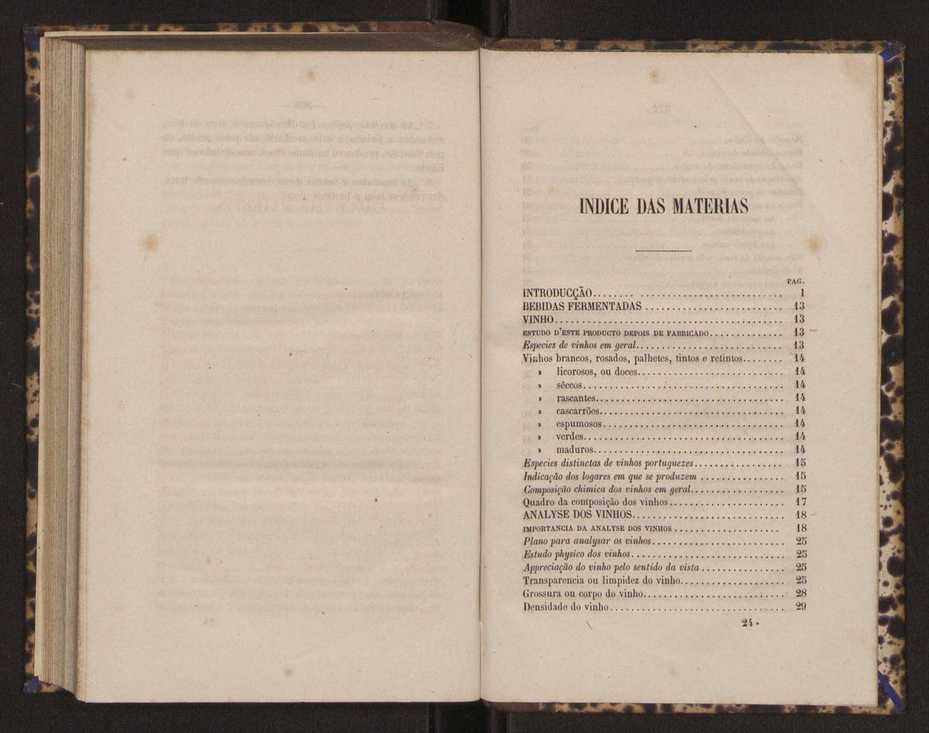 INDICE DAS MATERIAS
PAG.
INTRODUCÇÃO........ .......................... 1
BEBIDAS FERMENTADAS .......................... 13
VINHO.......................................... 13
ESTUDO D'ESTE PRODUCTO DEPOIS DE FABRICADO.............. 13
Especies de vinhos em geral........................... 13
Vinhos brancos, rosados, palhetes, tintos e retintos........ 14
» licorosos, ou doces........................... 14
» sêccos..................................... 14
» rascantes................................... 14
» cascarrões.................................. 14
» espumosos.................................. 14
» verdes..................................... 14
» maduros.................................... 14
Especies distinctas de vinhos portuguezes................. 15
Indicação dos logares em que se produzem ................ 15
Composição chimica dos vinhos em geral.................. 15
Quadro da composição dos vinhos...................... 17
ANALYSE DOS VINHOS............................ 18
IMPORTANCIA DA ANALYSE DOS VINHOS .................... 18
Plano para analysar os vinhos......................... 25
Estudo physico dos vinhos............................. 25
Appreciação do vinho pelo sentido da vista ................ 25
Transparencia ou limpidez do vinho.................... 25
Grossura ou corpo do vinho........................... 28
Densidade do vinho................................. 29
24 *